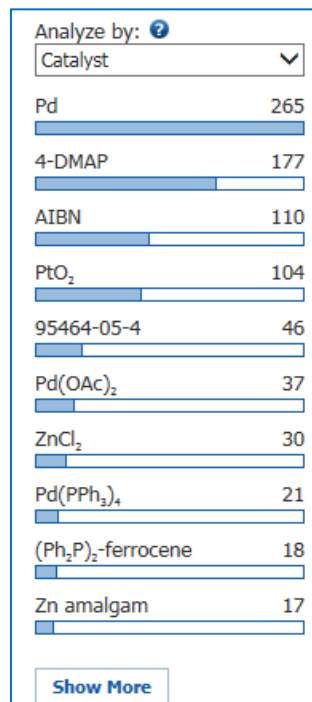 Analyze by: ?
Catalyst
Pd 265
4-DMAP 177
AIBN 110
PtO₂ 104
95464-05-4 46
Pd(OAc)₂ 37
ZnCl₂ 30
Pd(PPh₃)₄ 21
(Ph₂P)₂-ferrocene 18
Zn amalgam 17
Show More